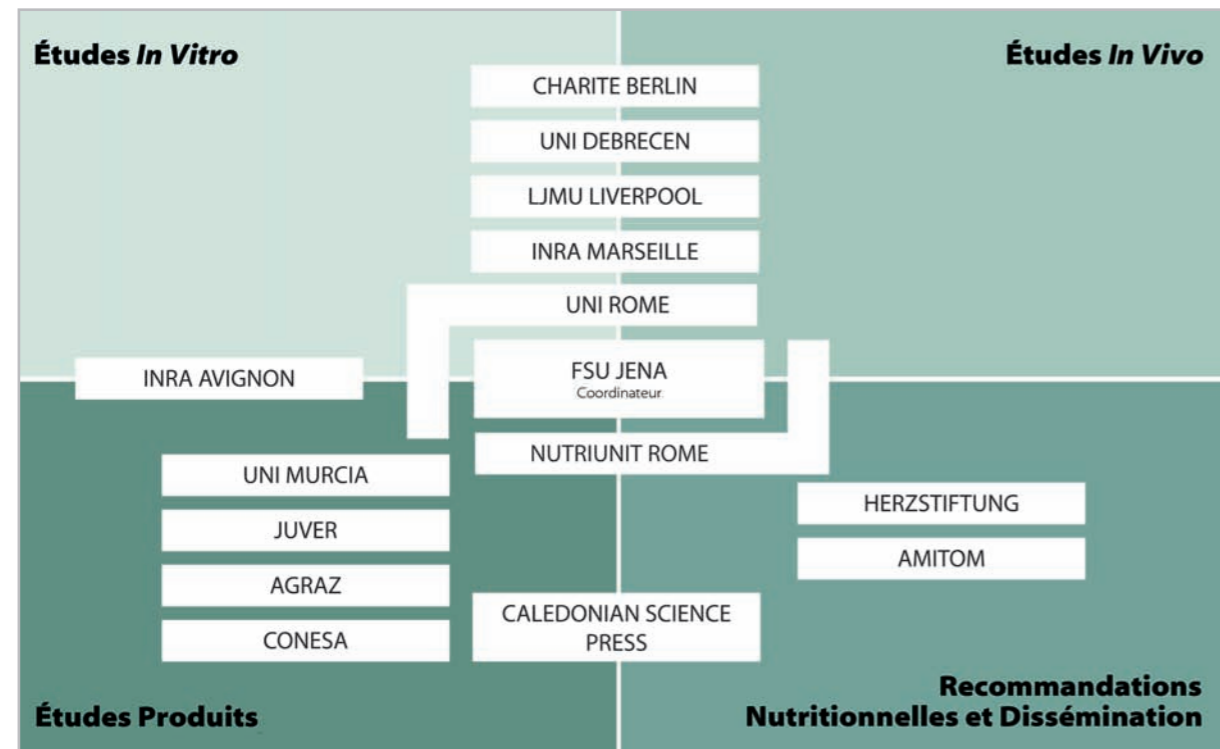 Études In Vitro
Études In Vivo
CHARITE BERLIN
UNI DEBRECEN
LJMU LIVERPOOL
INRA MARSEILLE
UNI ROME
INRA AVIGNON
FSU JENA
Coordinateur
NUTRIUNIT ROME
UNI MURCIA
JUVER
AGRAZ
CONESA
HERZSTIFTUNG
AMITOM
CALEDONIAN SCIENCE
PRESS
Études Produits
Recommandations
Nutritionnelles et Dissémination